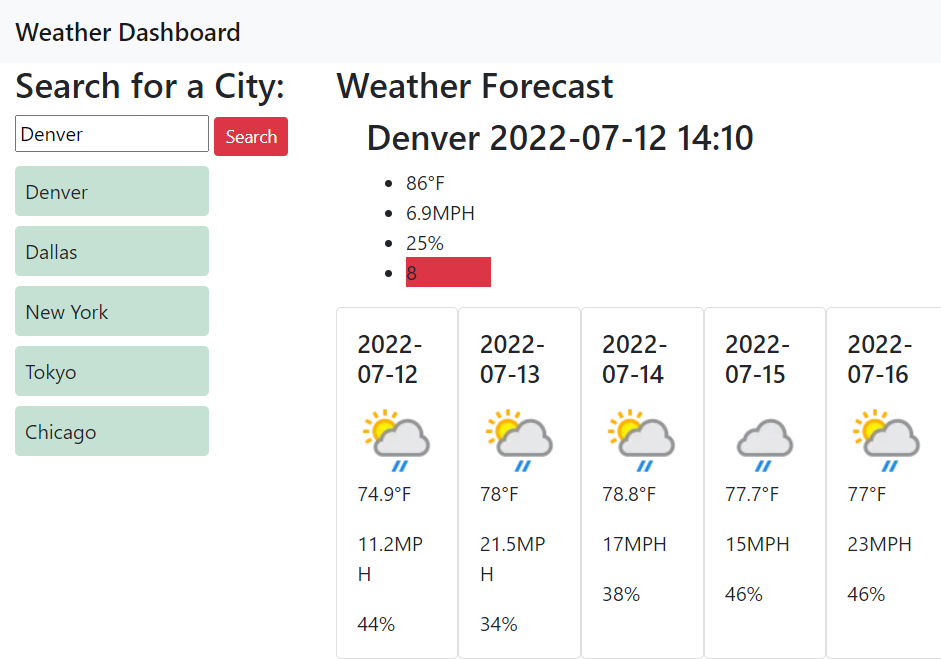 Weather Dashboard
Search for a City:
Denver
Search
Denver
Dallas
New York
Tokyo
Chicago
Weather Forecast
Denver 2022-07-12 14:10
86°F
6.9MPH
25%
8
2022-
07-12
74.9°F
11.2MP
H
44%
2022-
07-13
78°F
21.5MP
H
34%
2022-
07-14
78.8°F
17MPH
38%
2022-
07-15
77.7°F
15MPH
46%
2022-
07-16
77°F
23MPH
46%